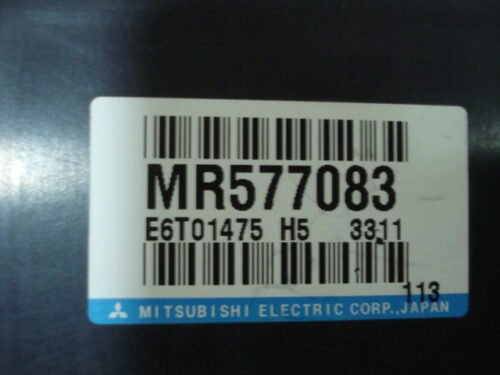 MR577083
E6T01475 H5 3311
113
MITSUBISHI ELECTRIC CORP.,JAPAN